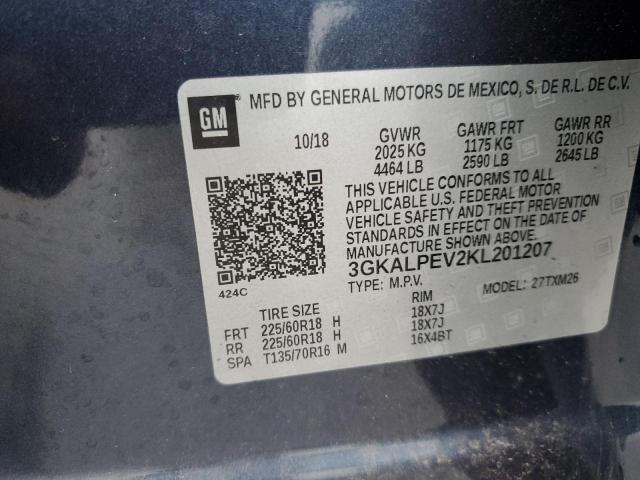 GM
MFD BY GENERAL MOTORS DE MEXICO, S. DE R.L. DE C.V.
10/18 GVWR GAWR FRT GAWR RR
2025 KG 1175 KG 1200 KG
4464 LB 2590 LB 2645 LB
THIS VEHICLE CONFORMS TO ALL
APPLICABLE U.S. FEDERAL MOTOR
VEHICLE SAFETY AND THEFT PREVENTION
STANDARDS IN EFFECT ON THE DATE OF
MANUFACTURE SHOWN ABOVE.
3GKALPEV2KL201207
TYPE: M.P.V. MODEL: 27TXM26
424C
TIRE SIZE RIM
FRT 225/60R18 H 18X7J
RR 225/60R18 H 18X7J
SPA T135/70R16 M 16X4BT